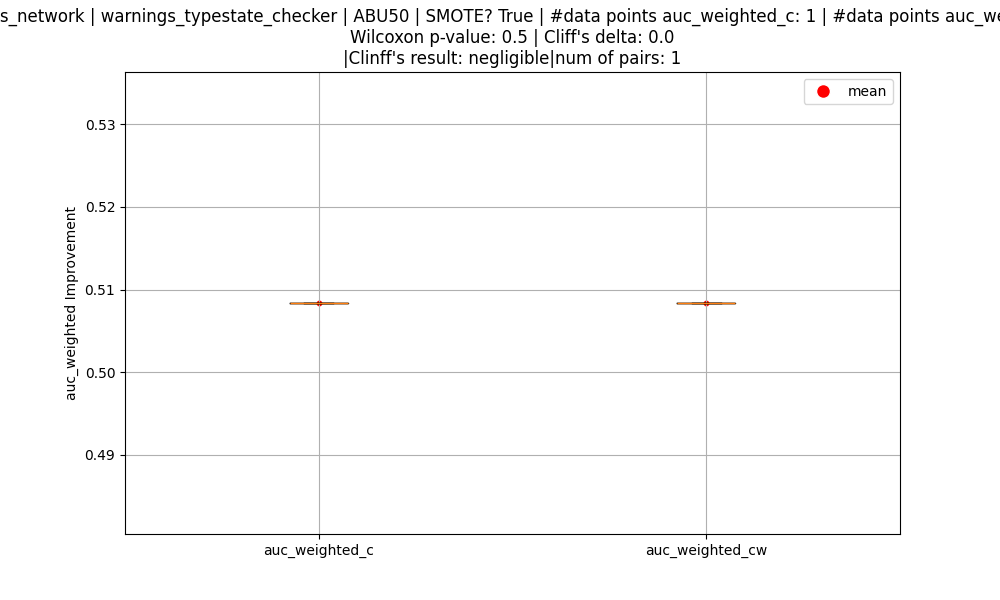 s_network | warnings_typestate_checker | ABU50 | SMOTE? True | #data points auc_weighted_c: 1 | #data points auc_we
Wilcoxon p-value: 0.5 | Cliff's delta: 0.0
|Clinff's result: negligible|num of pairs: 1
mean
0.53
0.52
0.51
0.50
0.49
auc_weighted Improvement
auc_weighted_c
auc_weighted_cw